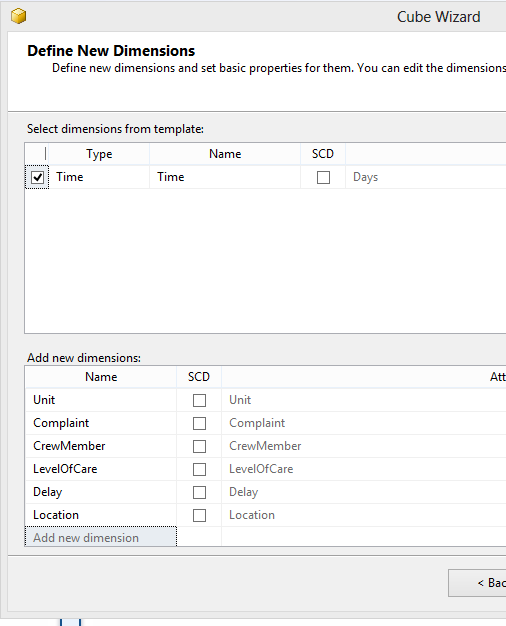 Cube Wizard
Define New Dimensions
Define new dimensions and set basic properties for them. You can edit the dimensions
Select dimensions from template:
Type Name SCD
Time Time Days
Add new dimensions:
Name SCD Att
Unit Unit
Complaint Complaint
CrewMember CrewMember
LevelOfCare LevelOfCare
Delay Delay
Location Location
Add new dimension
< Bac